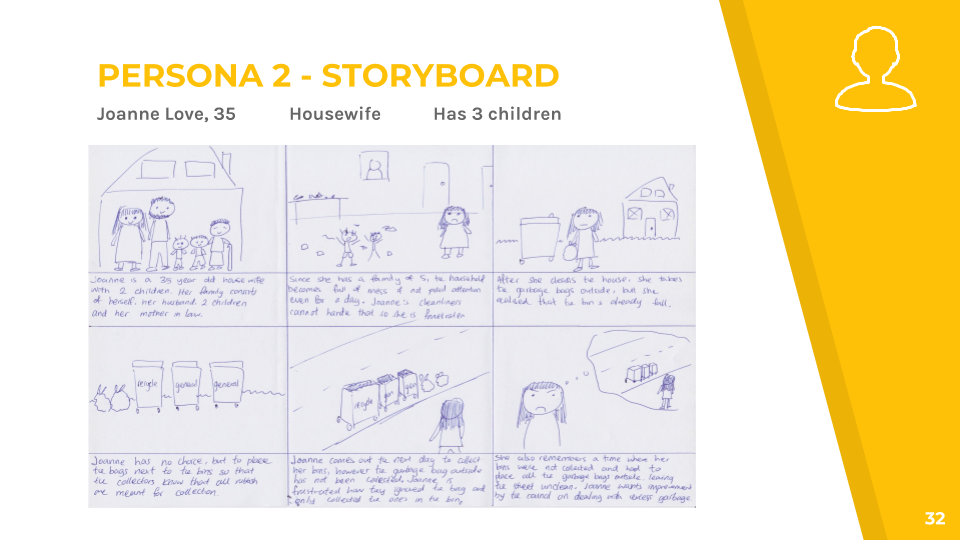 PERSONA 2 - STORYBOARD
Joanne Love, 35 Housewife Has 3 children
Joanne is a 35 year old housewife
with 2 children. Her family consists
of herself, her husband, 2 children
and her mother in law.
Since she has a family of 5, the household
becomes full of mess if not paid attention
even for a day. Joanne's cleanliness
cannot handle that so she is frustrated
After she cleans the house, she takes
the garbage bags outside, but she
realised that the bin is already full.
recycle general general
Joanne has no choice, but to place
the bags next to the bins so that
the collectors know that all waste
are meant for collection.
recycle gen gen
Joanne comes out the next day to collect
her bins, however the garbage bag outside
has not been collected. Joanne is
frustrated how they ignored the bag and
only collected the ones in the bin.
She also remembers a time where her
bins were not collected and had to
place all the garbage bags outside leaving
the street unclean. Joanne wants improvement
by the council on dealing with excess garbage
32